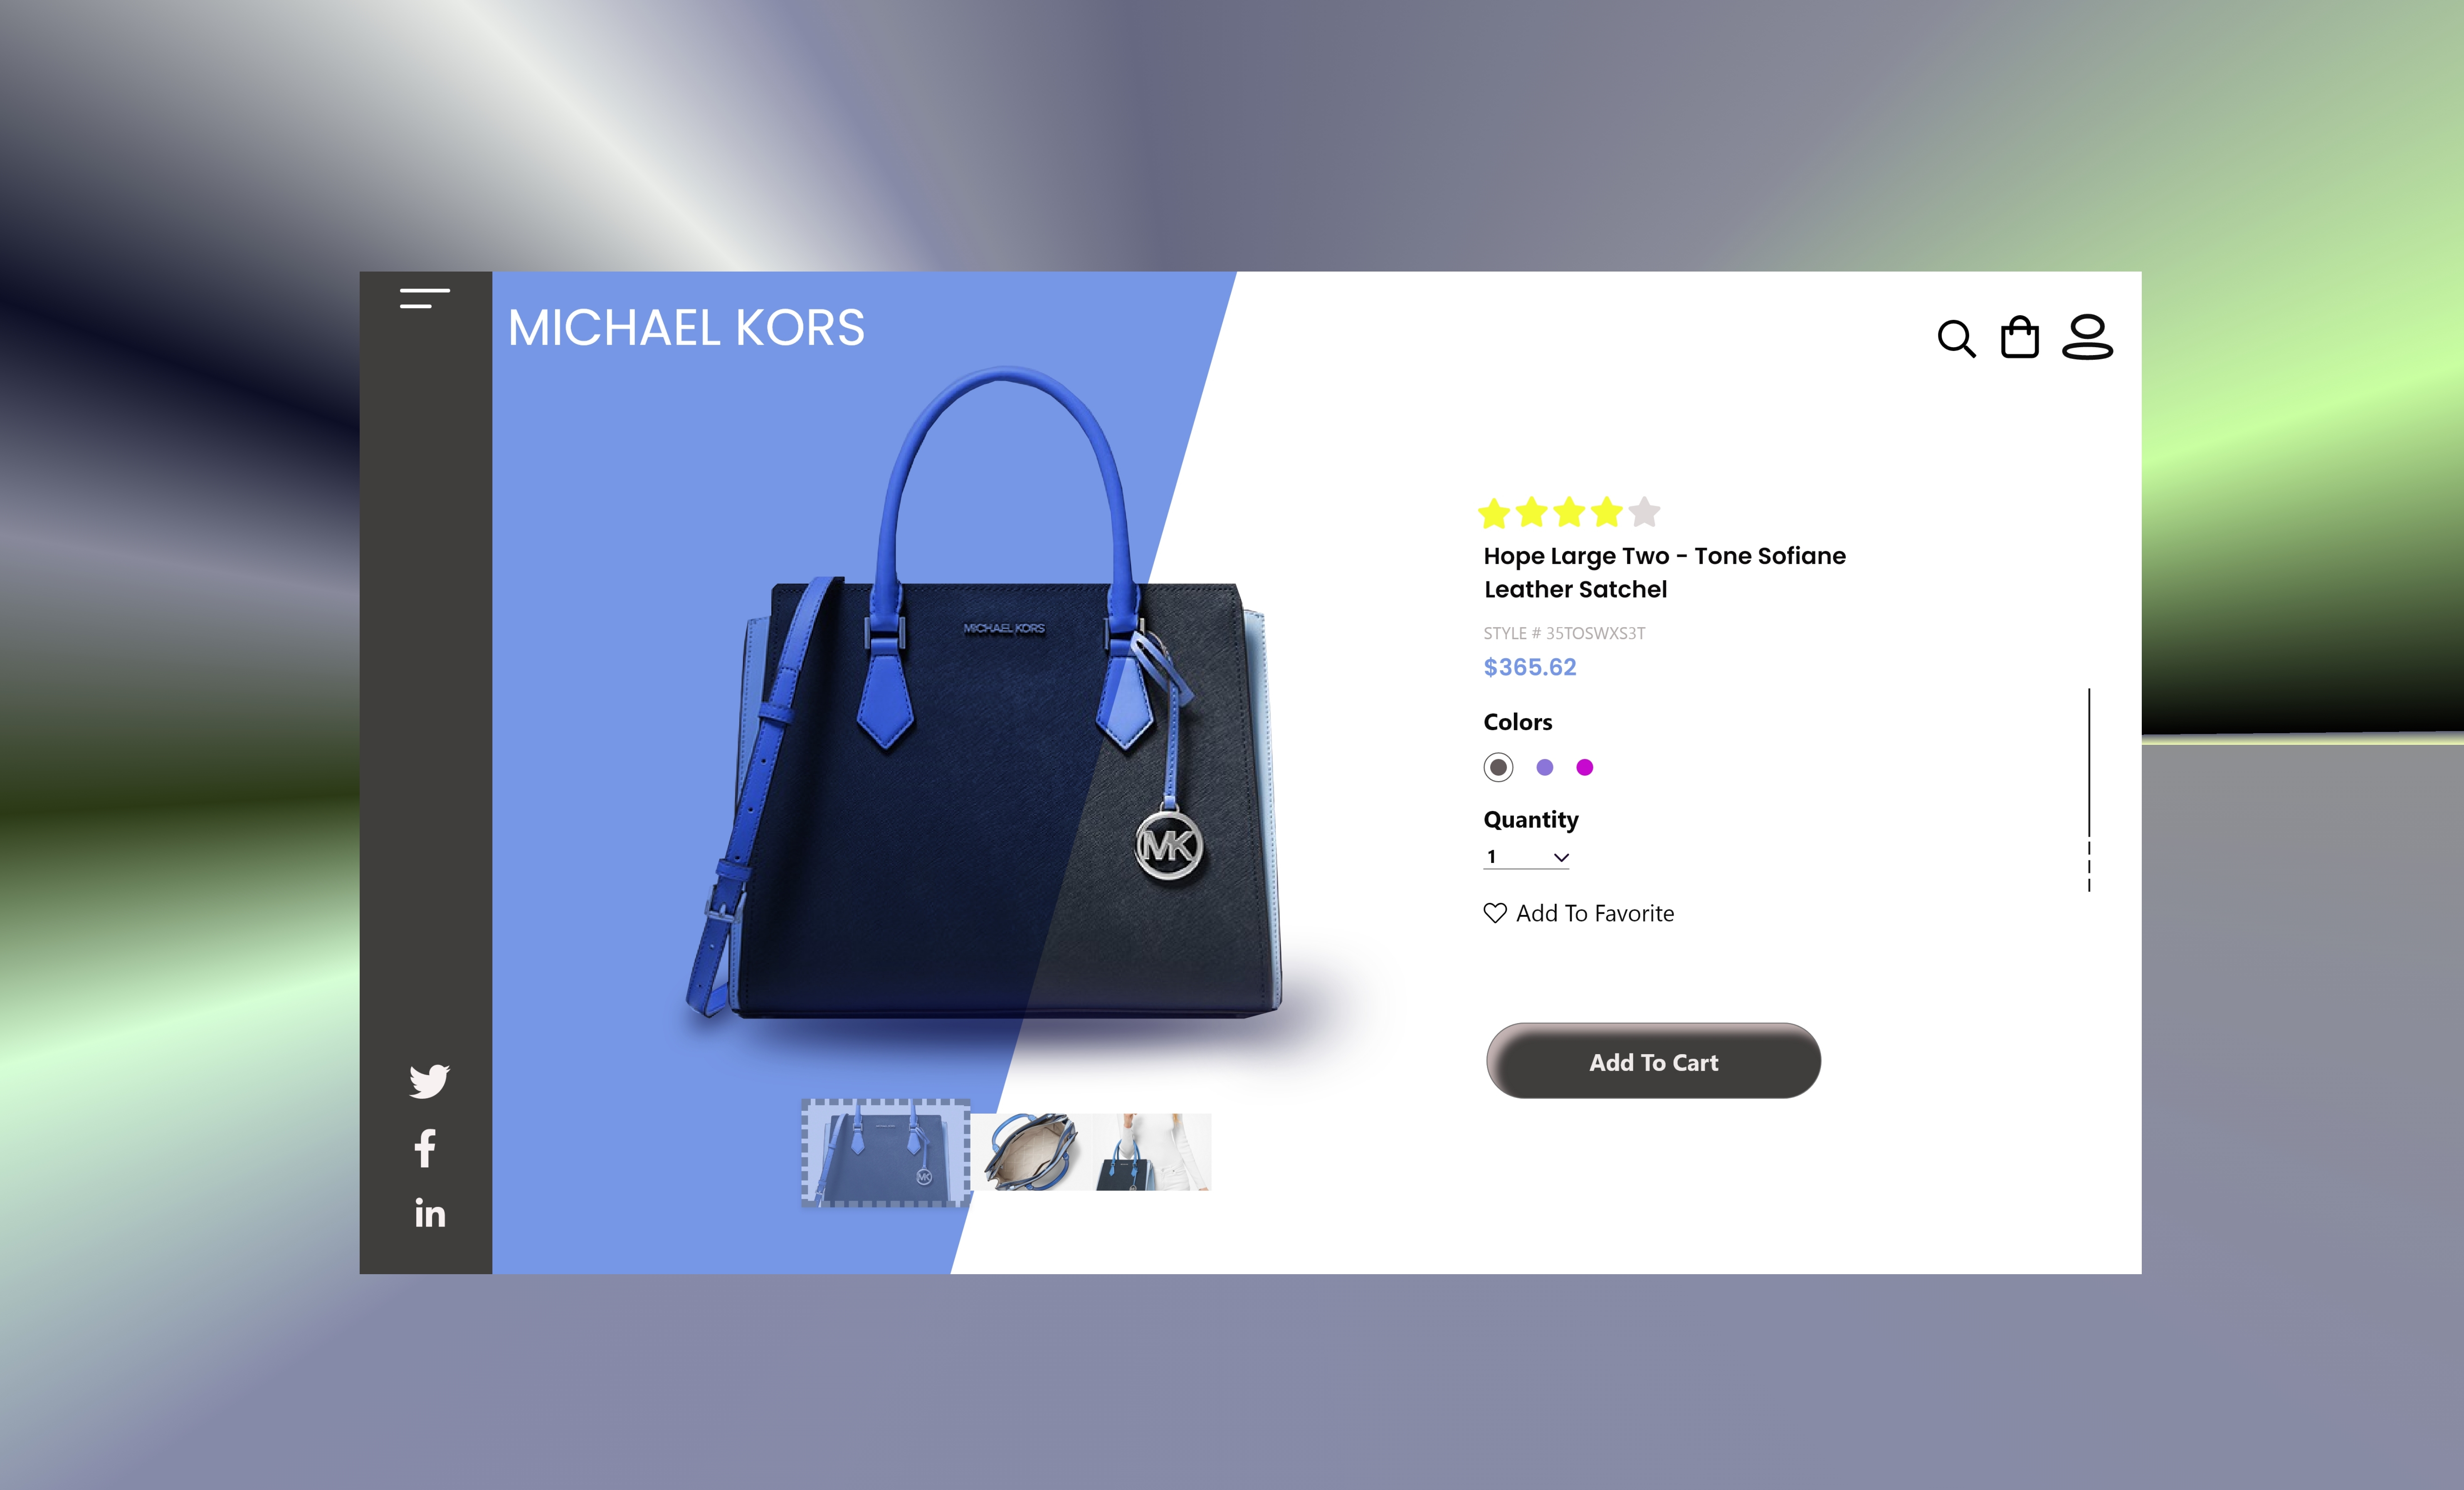 MICHAEL KORS
MICHAEL KORS
MK
Hope Large Two - Tone Sofiane
Leather Satchel
STYLE # 35TOSWXS3T
$365.62
Colors
Quantity
1
Add To Favorite
Add To Cart
MK
in